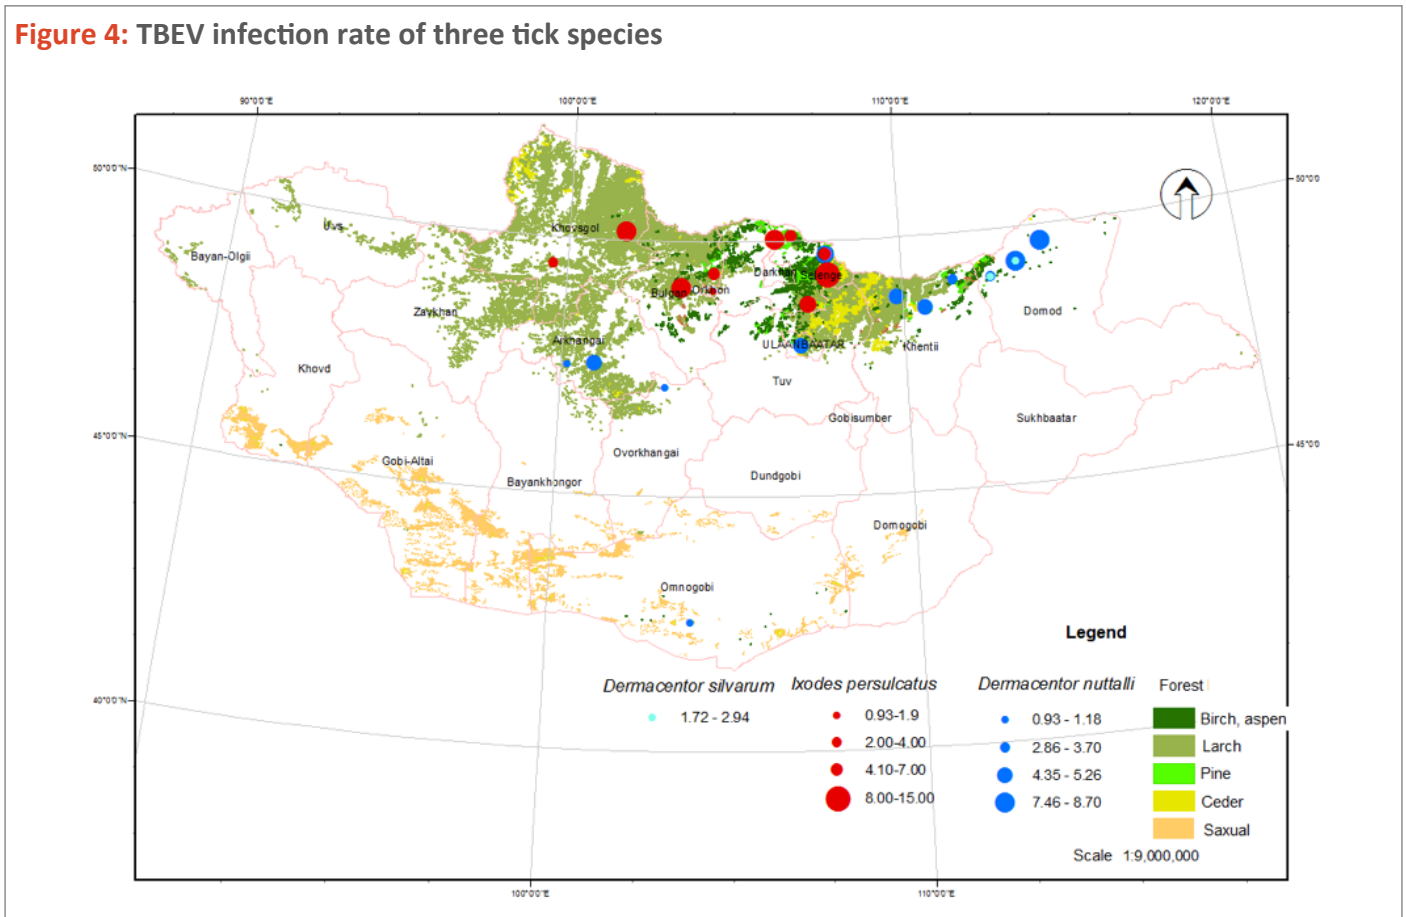 Figure 4: TBEV infection rate of three tick species
90°0'0"E
100°0'0"E
110°0'0"E
120°0'0"E
50°0'0"N
50°0'0
Uvs
Khovsgol
Bayan-Olgii
Darkhan
Selenge
Bulgan
Orkhon
Zavkhan
Domod
Arkhangai
ULAANBAATAR
Khentii
Khovd
Tuv
Gobisumber
Sukhbaatar
45°0'0"N
45°0'0
Ovorkhangai
Gobi-Altai
Dundgobi
Bayankhongor
Dornogobi
Omnogobi
40°0'0"N
Legend
Dermacentor silvarum
1.72 - 2.94
Ixodes persulcatus
0.93-1.9
2.00-4.00
4.10-7.00
8.00-15.00
Dermacentor nuttalli
0.93 - 1.18
2.86 - 3.70
4.35 - 5.26
7.46 - 8.70
Forest
Birch, aspen
Larch
Pine
Ceder
Saxual
Scale 1:9,000,000
100°0'0"E
110°0'0"E